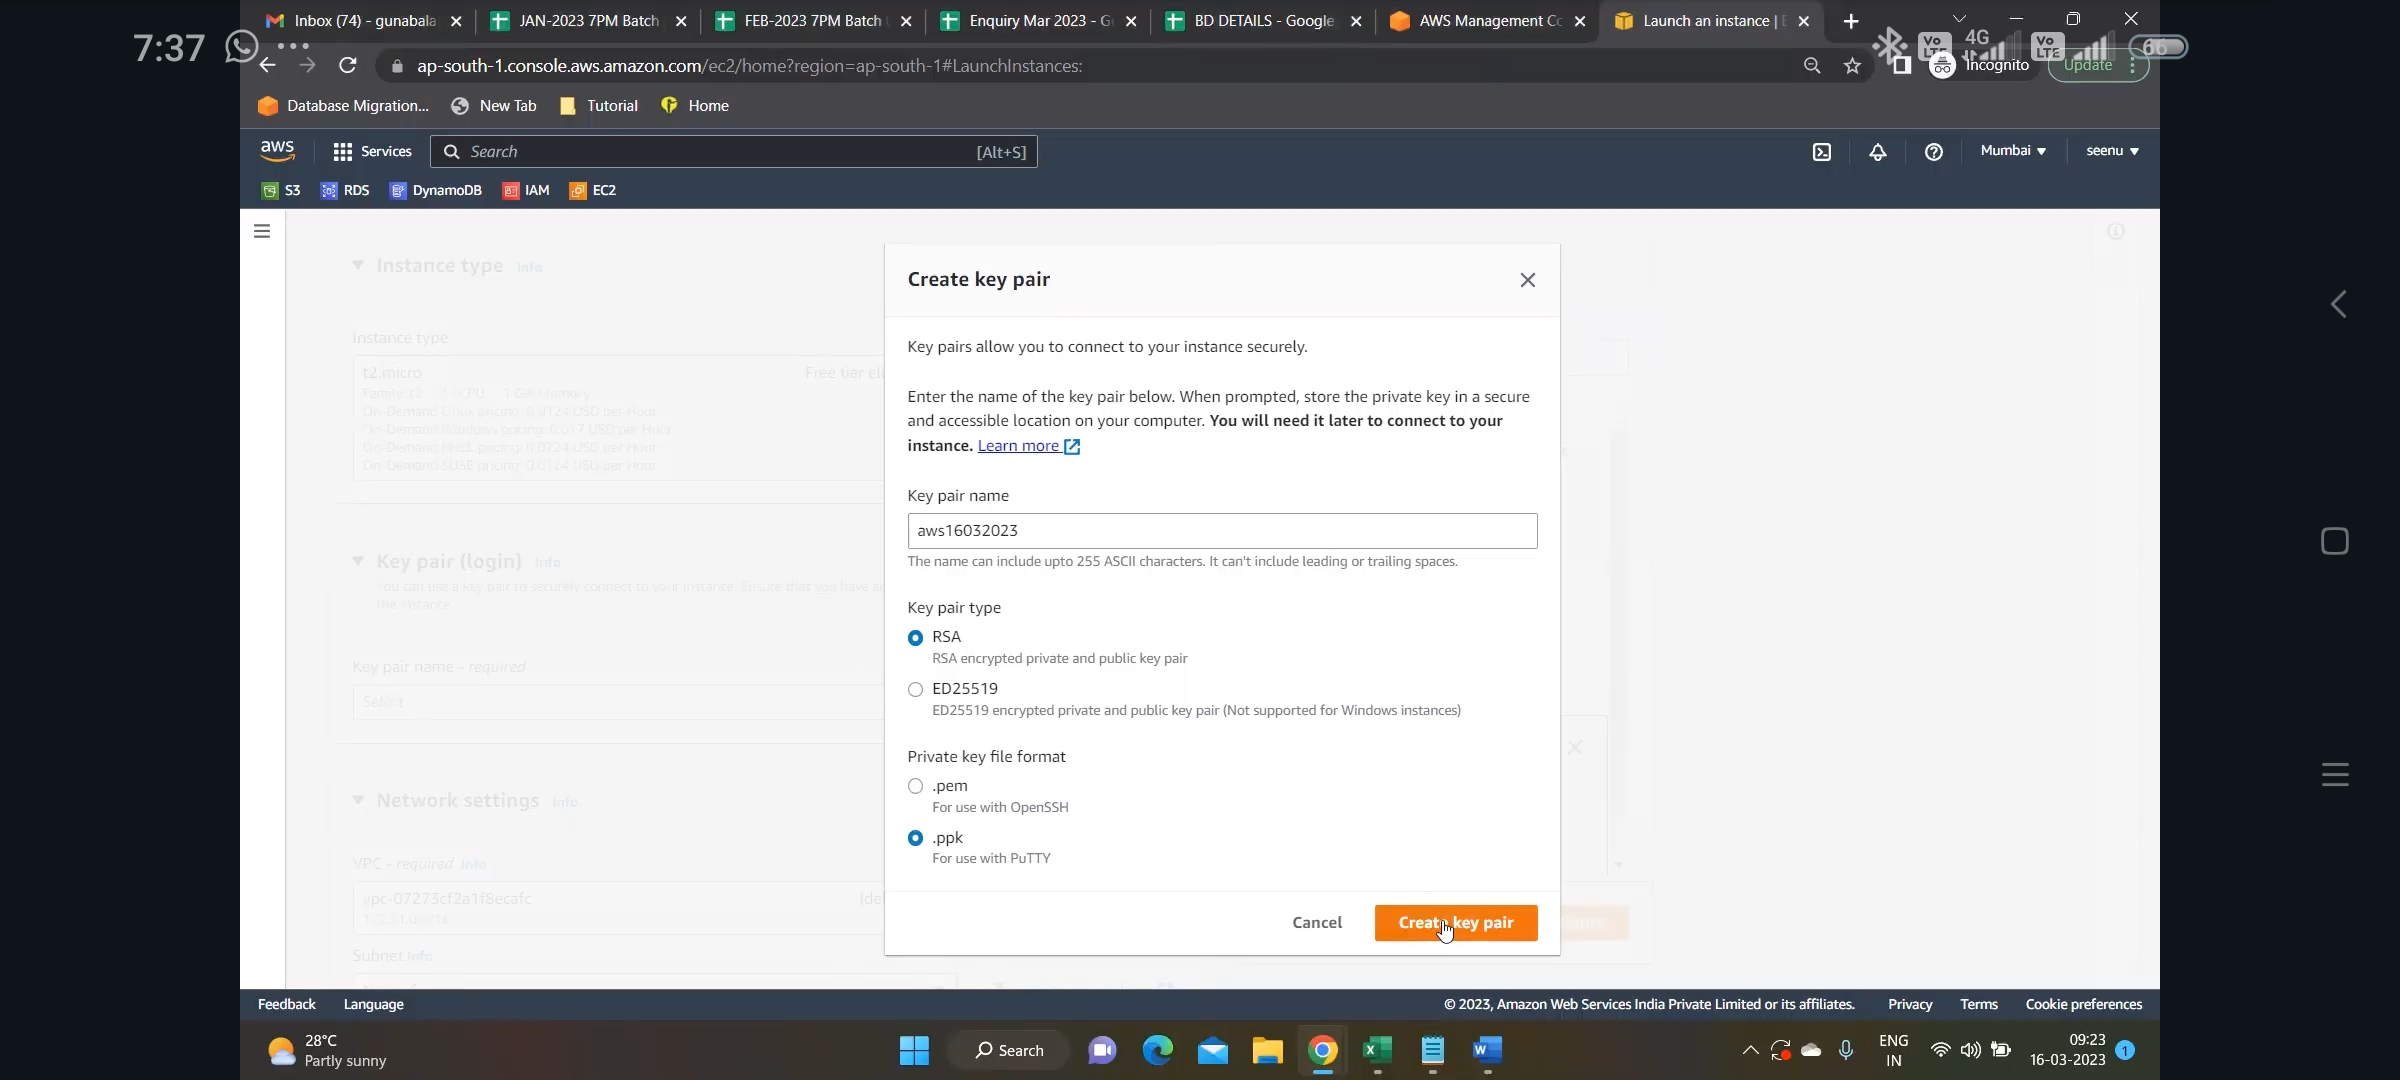 7:37
4G
66
Inbox (74) - gunabala
JAN-2023 7PM Batch
FEB-2023 7PM Batch
Enquiry Mar 2023 - G
BD DETAILS - Google
AWS Management Co
Launch an instance | E
ap-south-1.console.aws.amazon.com/ec2/home?region=ap-south-1#LaunchInstances:
Incognito
Update
Database Migration...
New Tab
Tutorial
Home
aws
Services
Search
[Alt+S]
Mumbai
seenu
S3
RDS
DynamoDB
IAM
EC2
Instance type Info
Instance type
t2.micro
Free tier eli
On-Demand Linux pricing: 0.0124 USD per Hour
On-Demand Windows pricing: 0.017 USD per Hour
On-Demand RHEL pricing: 0.0724 USD per Hour
On-Demand SUSE pricing: 0.0124 USD per Hour
Key pair (login) Info
You can use a key pair to securely connect to your instance. Ensure that you have ac
the instance.
Key pair name - required
Select
Network settings Info
VPC - required Info
vpc-07273cf2a1f8ecafc
(def
Subnet Info
Create key pair
Key pairs allow you to connect to your instance securely.
Enter the name of the key pair below. When prompted, store the private key in a secure
and accessible location on your computer. You will need it later to connect to your
instance. Learn more
Key pair name
aws16032023
The name can include upto 255 ASCII characters. It can't include leading or trailing spaces.
Key pair type
RSA
RSA encrypted private and public key pair
ED25519
ED25519 encrypted private and public key pair (Not supported for Windows instances)
Private key file format
.pem
For use with OpenSSH
.ppk
For use with PuTTY
Cancel
Create key pair
Feedback
Language
© 2023, Amazon Web Services India Private Limited or its affiliates.
Privacy
Terms
Cookie preferences
28°C
Partly sunny
Search
ENG
IN
09:23
16-03-2023
1